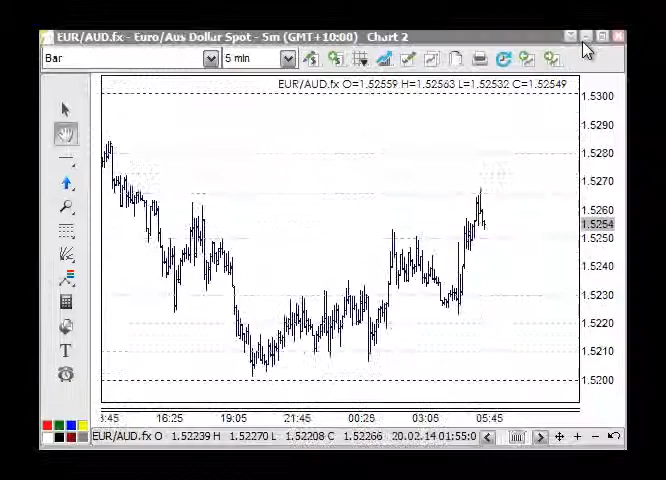 EUR/AUD.fx - Euro/Aus Dollar Spot - 5m (GMT+10:00) Chart 2
Bar 5 min
EUR/AUD.fx O=1.52559 H=1.52563 L=1.52532 C=1.52549
1.5300
1.5290
1.5280
1.5270
1.5260
1.5254
1.5250
1.5240
1.5230
1.5220
1.5210
1.5200
3:45 16:25 19:05 21:45 00:25 03:05 05:45
EUR/AUD.fx O 1.52239 H 1.52270 L 1.52208 C 1.52266 20.02.14 01:55:0